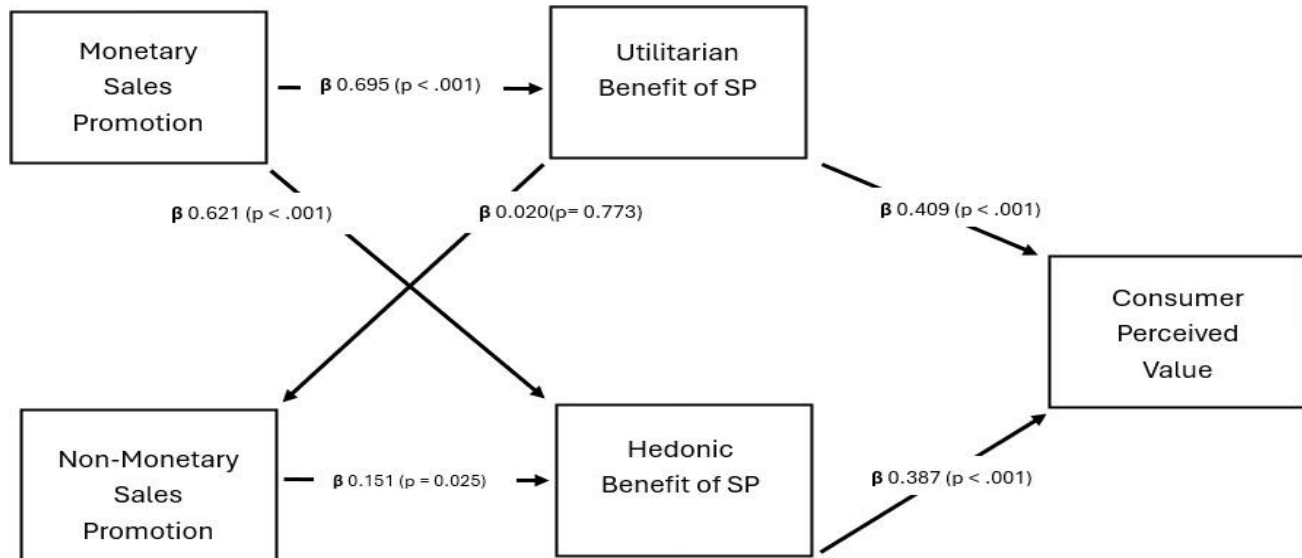 Monetary
Sales
Promotion
β 0.695 (p < .001)
Utilitarian
Benefit of SP
β 0.621 (p < .001)
β 0.020(p= 0.773)
β 0.409 (p < .001)
Consumer
Perceived
Value
Non-Monetary
Sales
Promotion
β 0.151 (p = 0.025)
Hedonic
Benefit of SP
β 0.387 (p < .001)